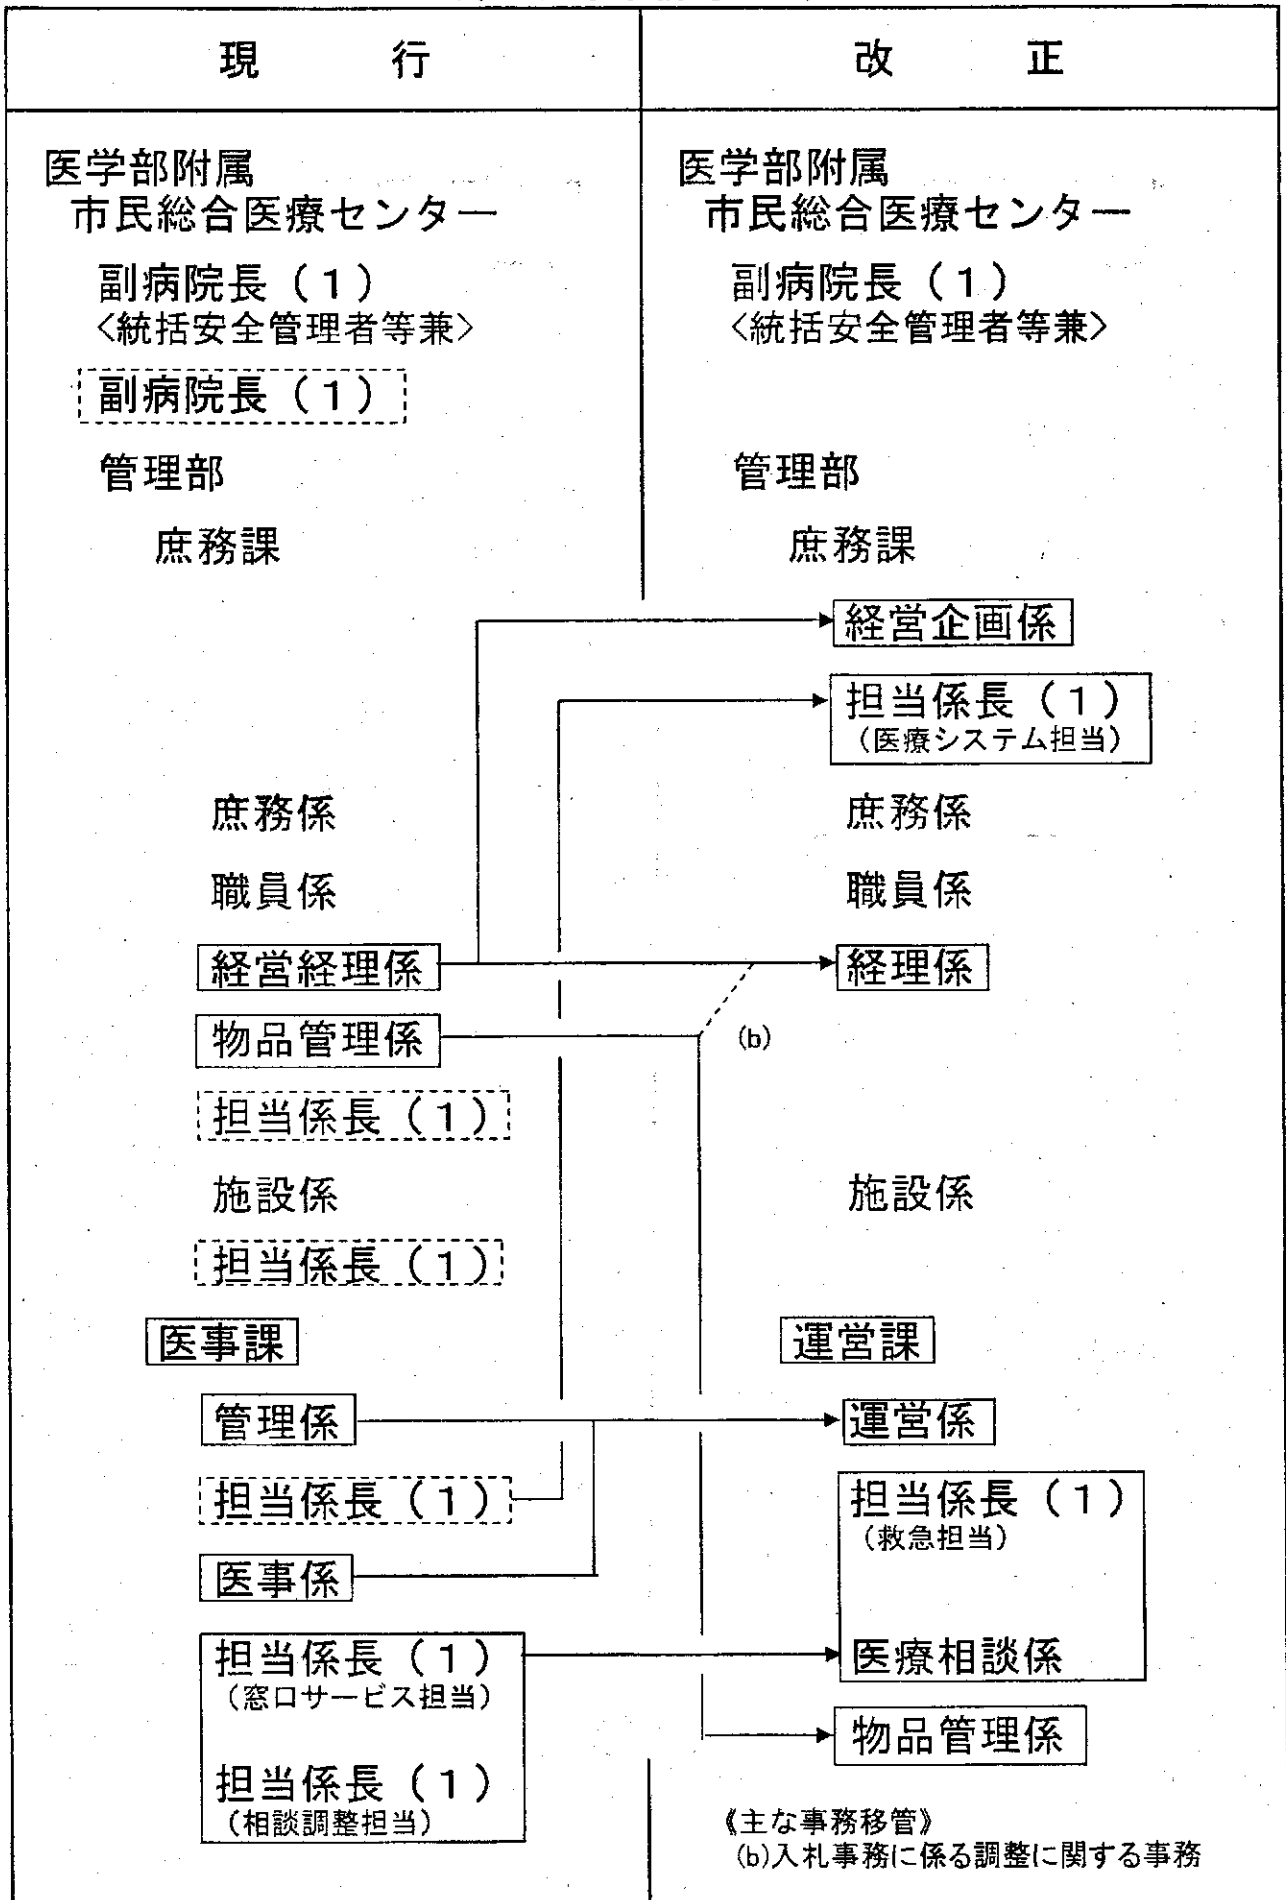 現行
改正
医学部附属
市民総合医療センター
副病院長(1)
<統括安全管理者等兼>
副病院長(1)
管理部
庶務課
庶務係
職員係
経営経理係
物品管理係
担当係長(1)
施設係
担当係長(1)
医事課
管理係
担当係長(1)
医事係
担当係長(1)
(窓口サービス担当)
担当係長(1)
(相談調整担当)
医学部附属
市民総合医療センター
副病院長(1)
<統括安全管理者等兼>
管理部
庶務課
経営企画係
担当係長(1)
(医療システム担当)
庶務係
職員係
経理係
(b)
施設係
運営課
運営係
担当係長(1)
(救急担当)
医療相談係
物品管理係
《主な事務移管》
(b)入札事務に係る調整に関する事務